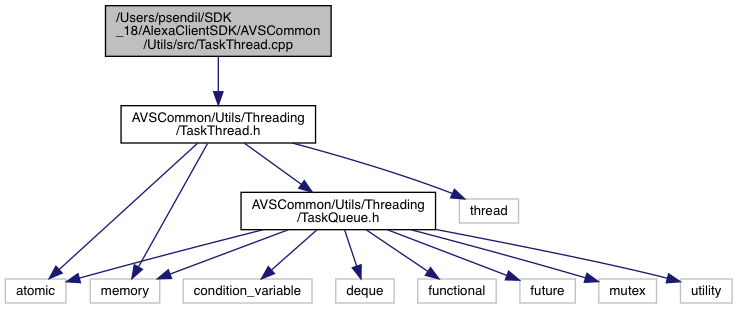 /Users/psendil/SDK
_18/AlexaClientSDK/AVSCommon
/Utils/src/TaskThread.cpp
AVSCommon/Utils/Threading
/TaskThread.h
AVSCommon/Utils/Threading
/TaskQueue.h
thread
atomic
memory
condition_variable
deque
functional
future
mutex
utility